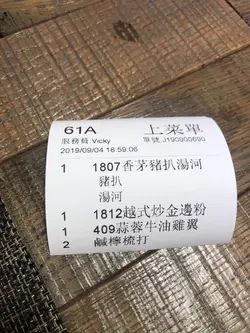 61A 上菜單
服務員 Vicky 單號:J190900690
2019/09/04 18:59:06
1 1807香茅豬扒湯河
豬扒
湯河
1 1812越式炒金邊粉
1 409蒜蓉牛油雞翼
2 鹹檸梳打